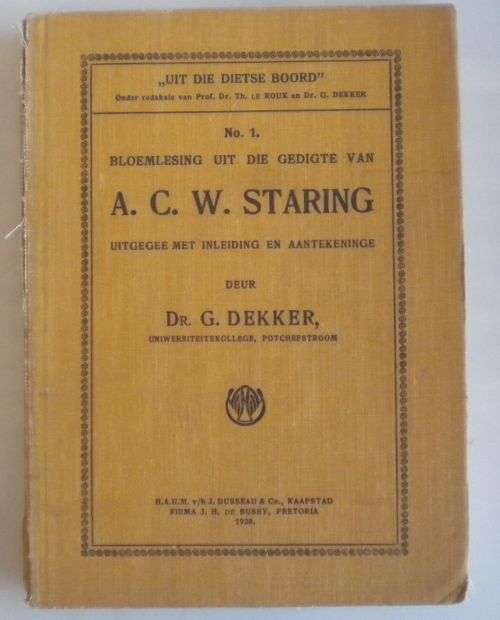 „UIT DIE DIETSE BOORD”
Onder redaksie van Prof. Dr. Th. LE ROUX en Dr. G. DEKKER
No. 1.
BLOEMLESING UIT DIE GEDIGTE VAN
A. C. W. STARING
UITGEGEE MET INLEIDING EN AANTEKENINGE
DEUR
DR. G. DEKKER,
UNIWERSITEITSKOLLEGE, POTCHEFSTROOM
H.A.U.M. v/h J. DUSSEAU & Co., KAAPSTAD
FIRMA J. H. DE BUSSY, PRETORIA
1928.